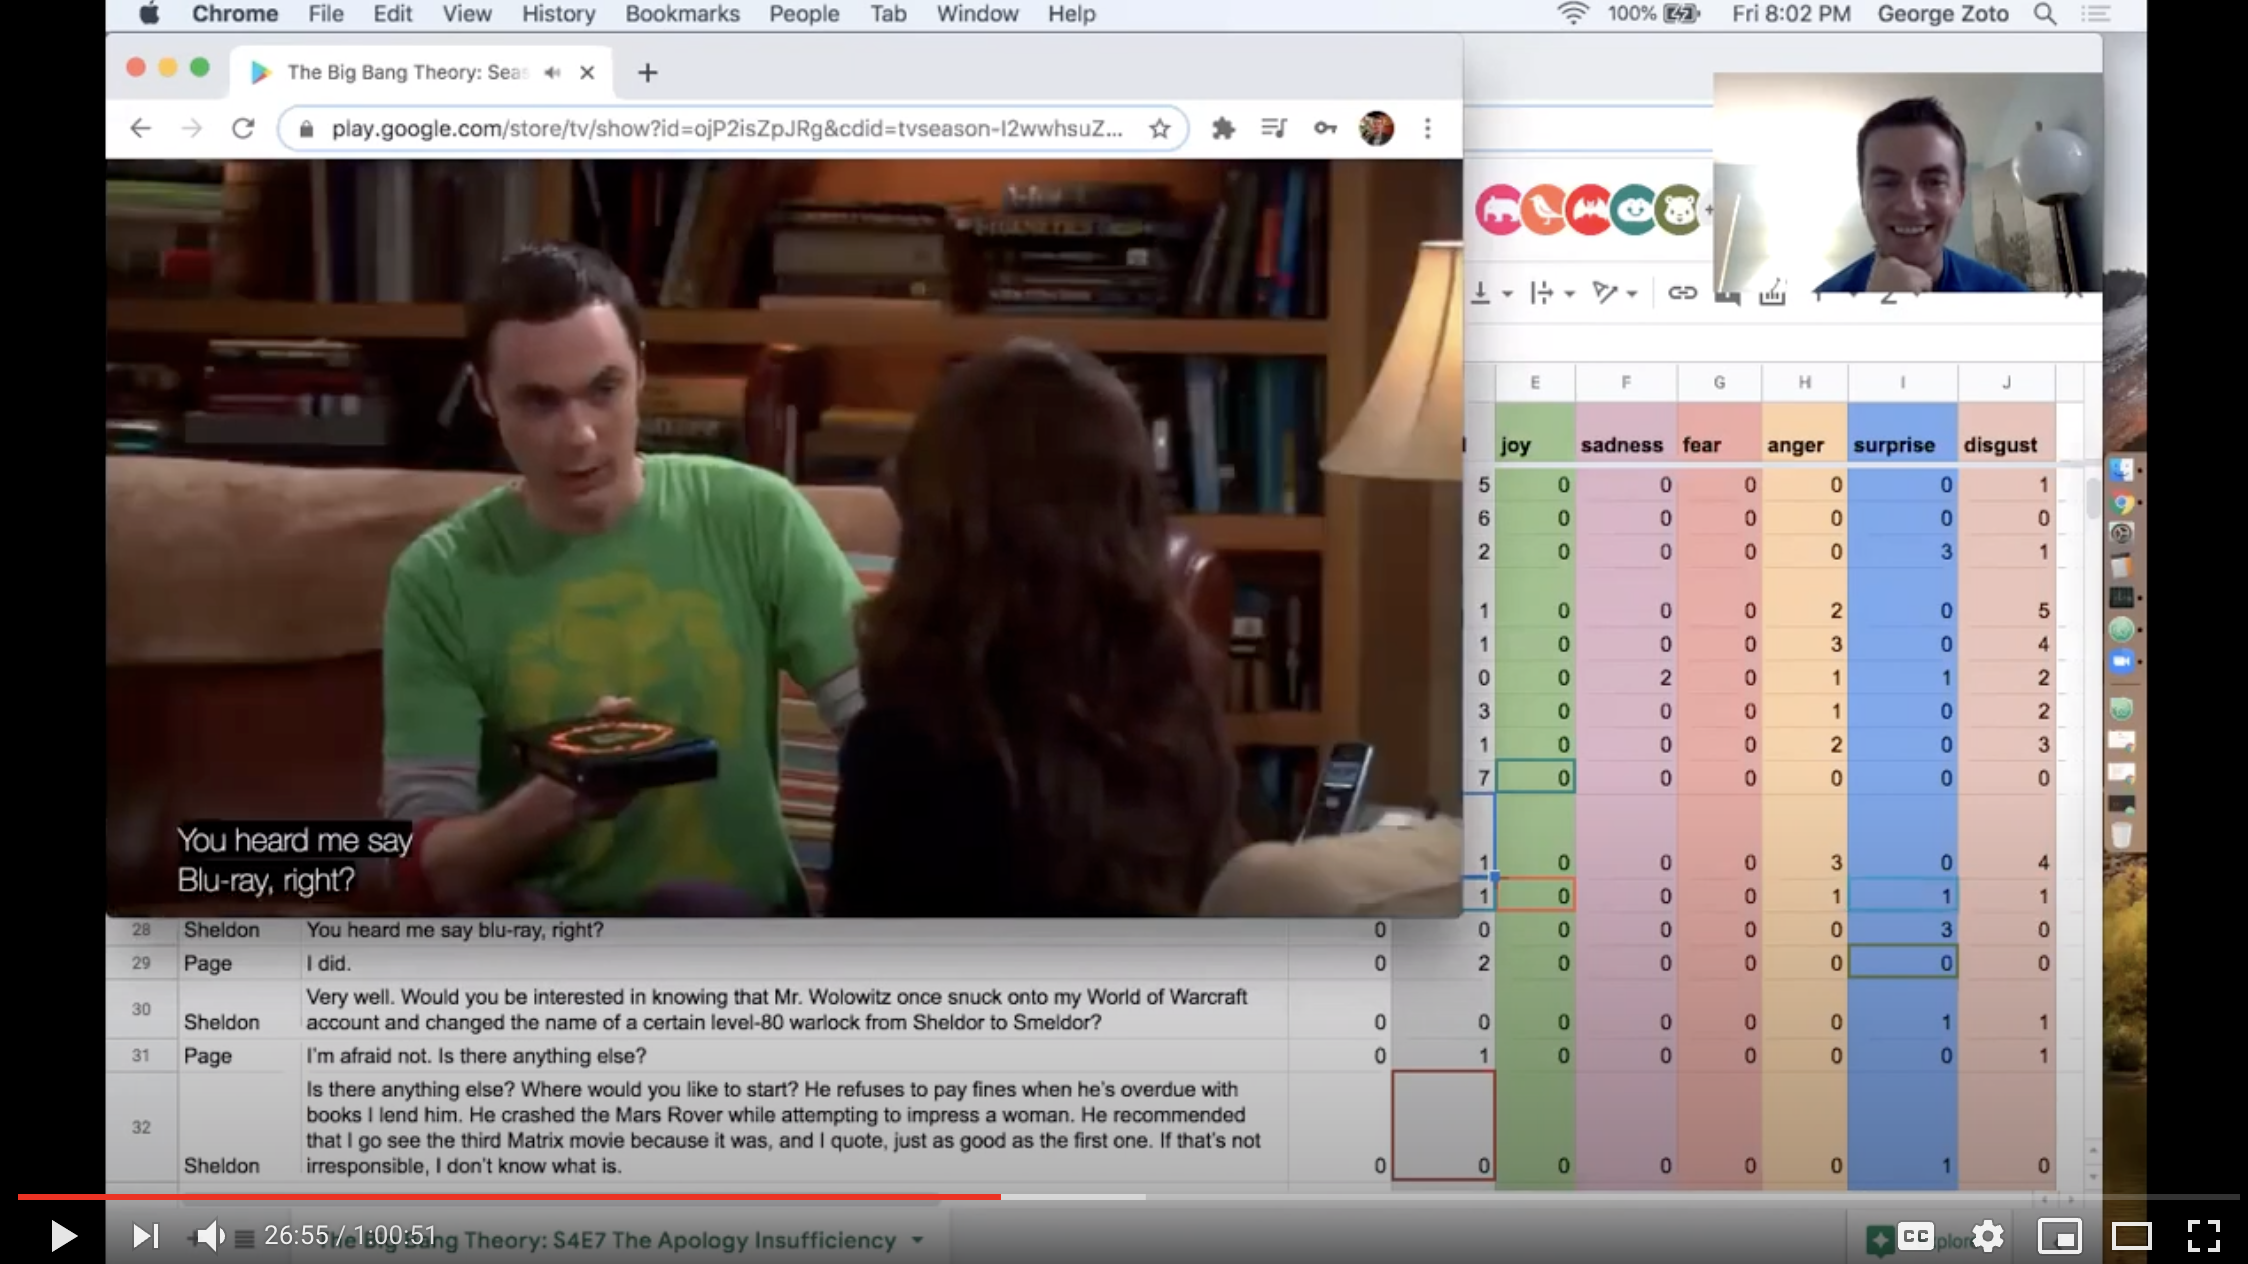 Chrome File Edit View History Bookmarks People Tab Window Help 100% Fri 8:02 PM George Zoto
The Big Bang Theory: Seas
play.google.com/store/tv/show?id=ojP2isZpJRg&cdid=tvseason-I2wwhsuZ...
E F G H I J
joy sadness fear anger surprise disgust
5 0 0 0 0 0 1
6 0 0 0 0 0 0
2 0 0 0 0 3 1
1 0 0 0 2 0 5
1 0 0 0 3 0 4
0 0 2 0 1 1 2
3 0 0 0 1 0 2
1 0 0 0 2 0 3
7 0 0 0 0 0 0
1 0 0 0 3 0 4
1 0 0 0 1 1 1
You heard me say
Blu-ray, right?
28 Sheldon You heard me say blu-ray, right? 0 0 0 0 0 0 3 0
29 Page I did. 0 2 0 0 0 0 0 0
30 Sheldon Very well. Would you be interested in knowing that Mr. Wolowitz once snuck onto my World of Warcraft
account and changed the name of a certain level-80 warlock from Sheldor to Smeldor? 0 0 0 0 0 0 1 1
31 Page I'm afraid not. Is there anything else? 0 1 0 0 0 0 0 1
32 Sheldon Is there anything else? Where would you like to start? He refuses to pay fines when he's overdue with
books I lend him. He crashed the Mars Rover while attempting to impress a woman. He recommended
that I go see the third Matrix movie because it was, and I quote, just as good as the first one. If that's not
irresponsible, I don't know what is. 0 0 0 0 0 0 1 0
26:55 / 1:00:51
The Big Bang Theory: S4E7 The Apology Insufficiency
CC